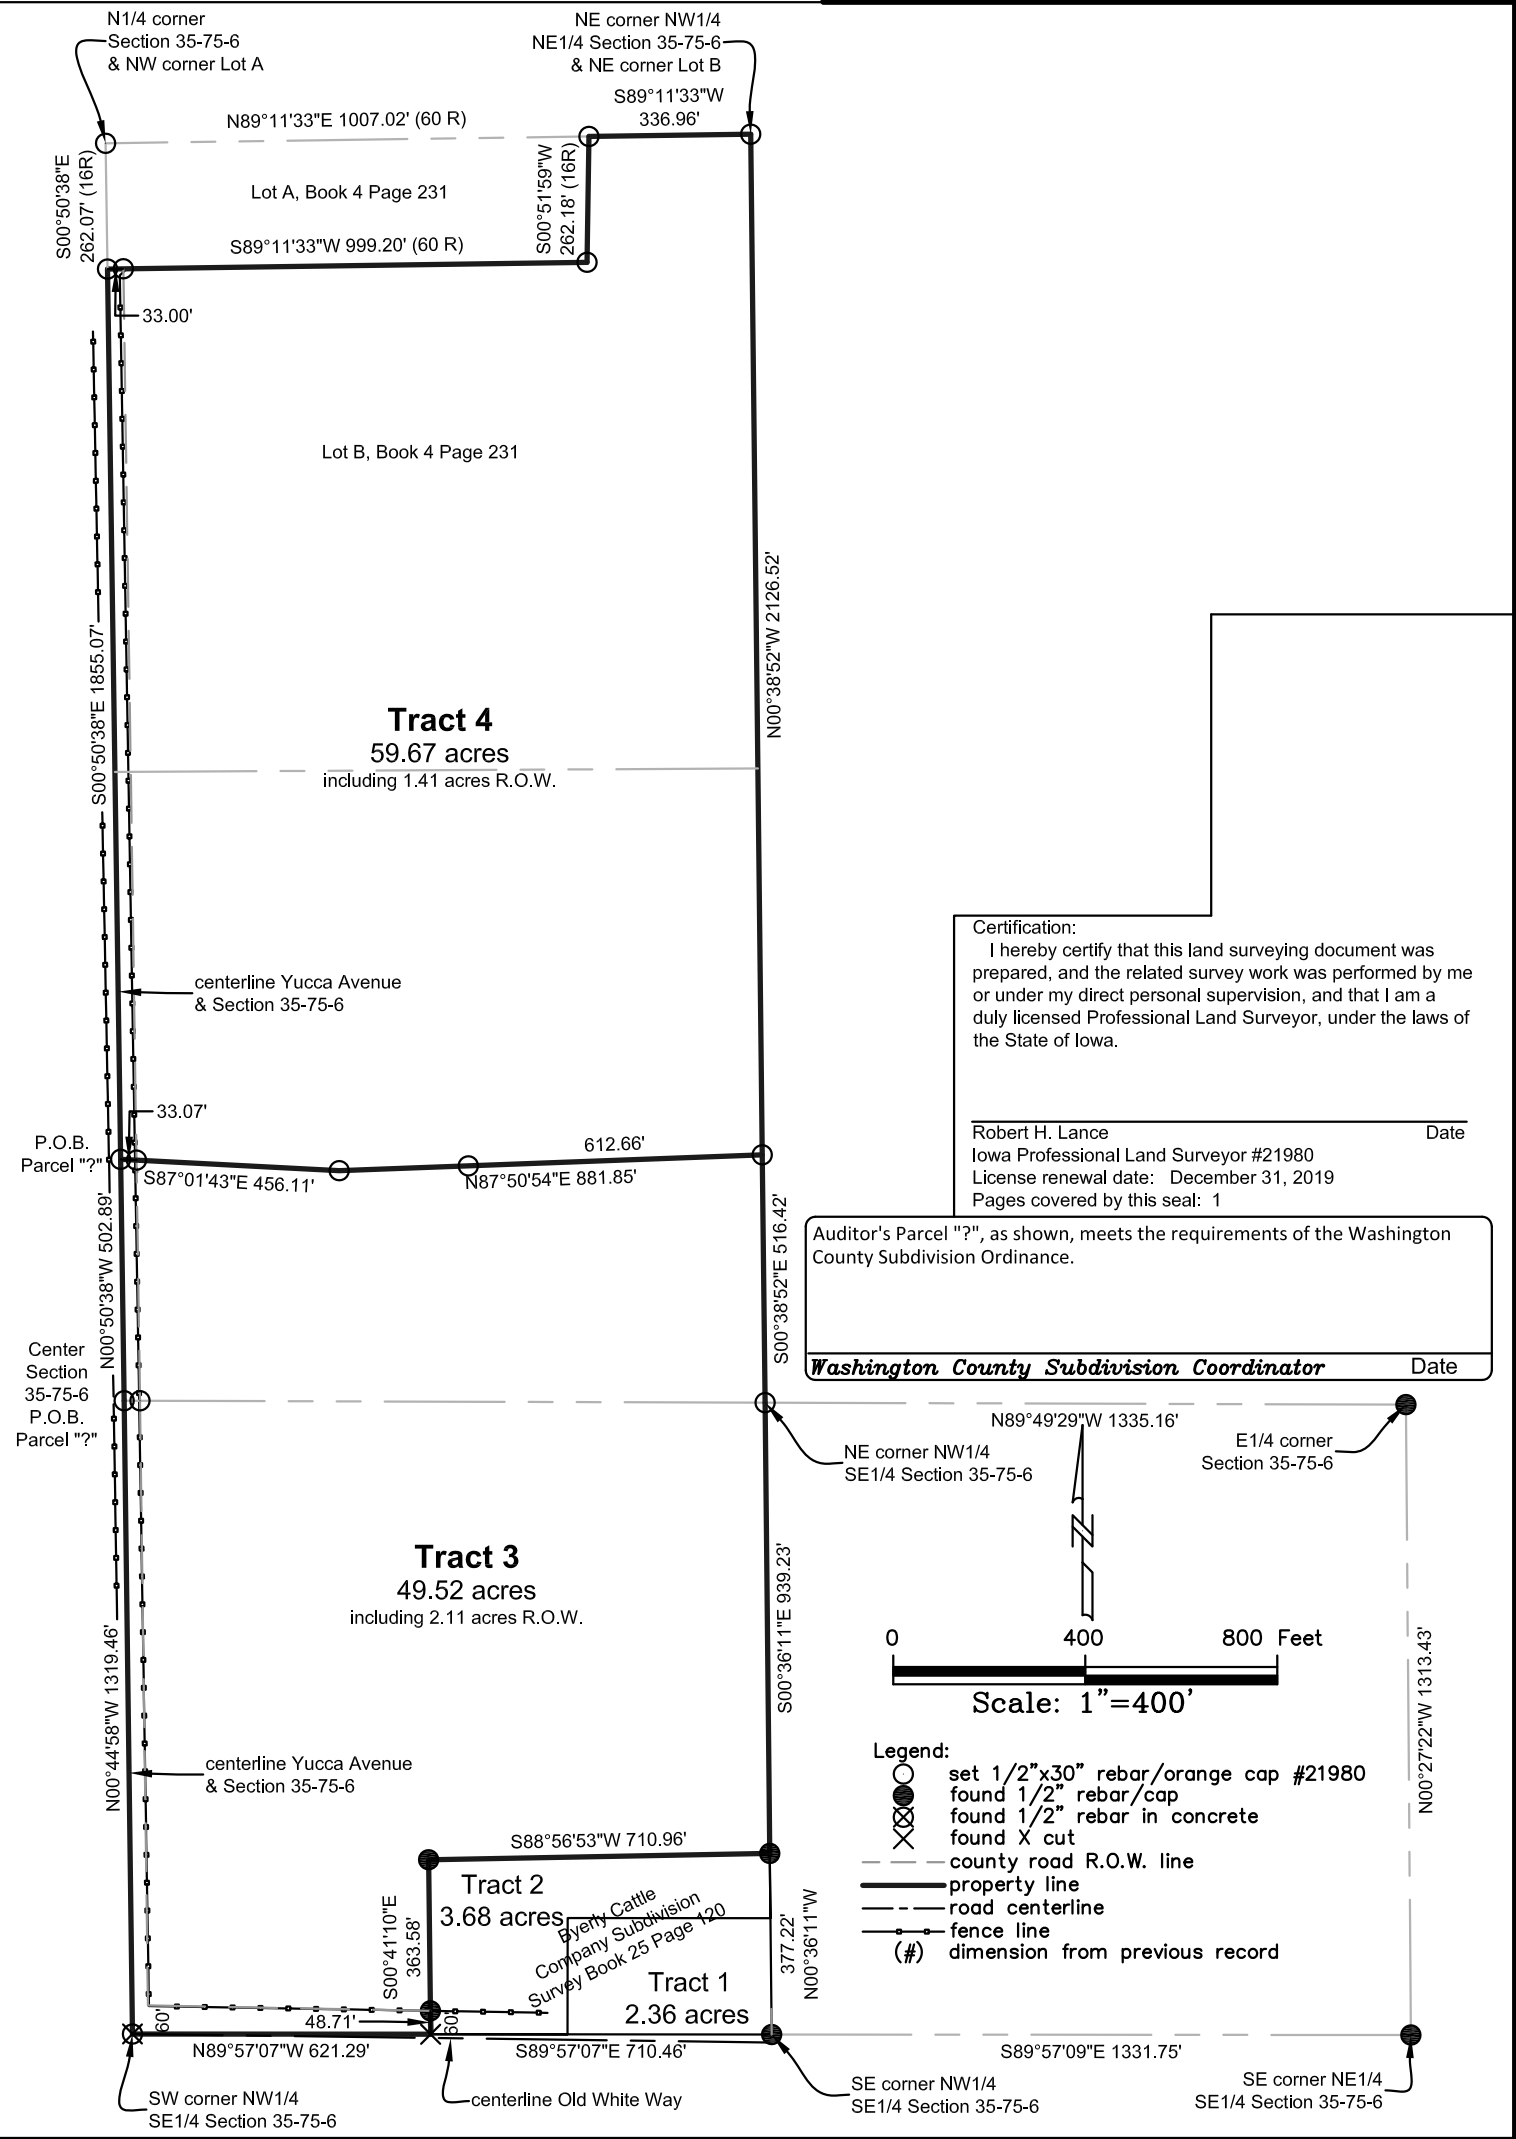 N1/4 corner
Section 35-75-6
& NW corner Lot A
NE corner NW1/4
NE1/4 Section 35-75-6
& NE corner Lot B
S89°11'33"W
336.96'
N89°11'33"E 1007.02' (60 R)
S00°50'38"E
262.07' (16R)
Lot A, Book 4 Page 231
S00°51'59"W
262.18' (16R)
S89°11'33"W 999.20' (60 R)
33.00'
Lot B, Book 4 Page 231
N00°38'52"W 2126.52'
S00°50'38"E 1855.07'
Tract 4
59.67 acres
including 1.41 acres R.O.W.
centerline Yucca Avenue
& Section 35-75-6
Certification:
I hereby certify that this land surveying document was
prepared, and the related survey work was performed by me
or under my direct personal supervision, and that I am a
duly licensed Professional Land Surveyor, under the laws of
the State of Iowa.
Robert H. Lance Date
Iowa Professional Land Surveyor #21980
License renewal date: December 31, 2019
Pages covered by this seal: 1
33.07'
P.O.B.
Parcel "?"
612.66'
S87°01'43"E 456.11'
N87°50'54"E 881.85'
N00°50'38"W 502.89'
S00°38'52"E 516.42'
Auditor's Parcel "?", as shown, meets the requirements of the Washington
County Subdivision Ordinance.
Washington County Subdivision Coordinator Date
Center
Section
35-75-6
P.O.B.
Parcel "?"
N89°49'29"W 1335.16'
NE corner NW1/4
SE1/4 Section 35-75-6
E1/4 corner
Section 35-75-6
N
Tract 3
49.52 acres
including 2.11 acres R.O.W.
S00°36'11"E 939.23'
N00°44'58"W 1319.46'
N00°27'22"W 1313.43'
0 400 800 Feet
Scale: 1"=400'
centerline Yucca Avenue
& Section 35-75-6
Legend:
set 1/2"x30" rebar/orange cap #21980
found 1/2" rebar/cap
found 1/2" rebar in concrete
found X cut
county road R.O.W. line
property line
road centerline
fence line
(#) dimension from previous record
S88°56'53"W 710.96'
Tract 2
3.68 acres
S00°41'10"E
363.58'
Byerly Cattle
Company Subdivision
Survey Book 25 Page 120
377.22'
N00°36'11"W
Tract 1
2.36 acres
60'
48.71'
60'
N89°57'07"W 621.29'
S89°57'07"E 710.46'
S89°57'09"E 1331.75'
SW corner NW1/4
SE1/4 Section 35-75-6
centerline Old White Way
SE corner NW1/4
SE1/4 Section 35-75-6
SE corner NE1/4
SE1/4 Section 35-75-6